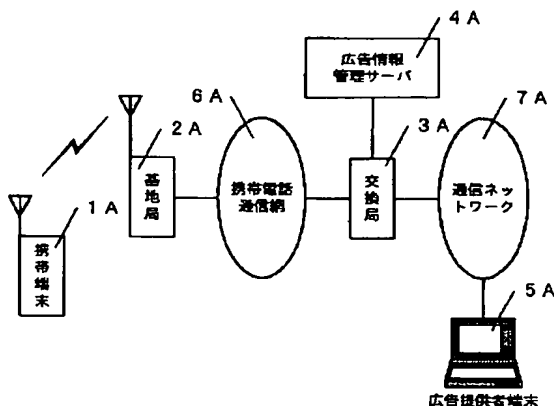 4A
広告情報
管理サーバ
6A
7A
2A
3A
基地局
携帯電話
通信網
交換局
通信ネッ
トワーク
1A
携帯端末
5A
広告提供者端末